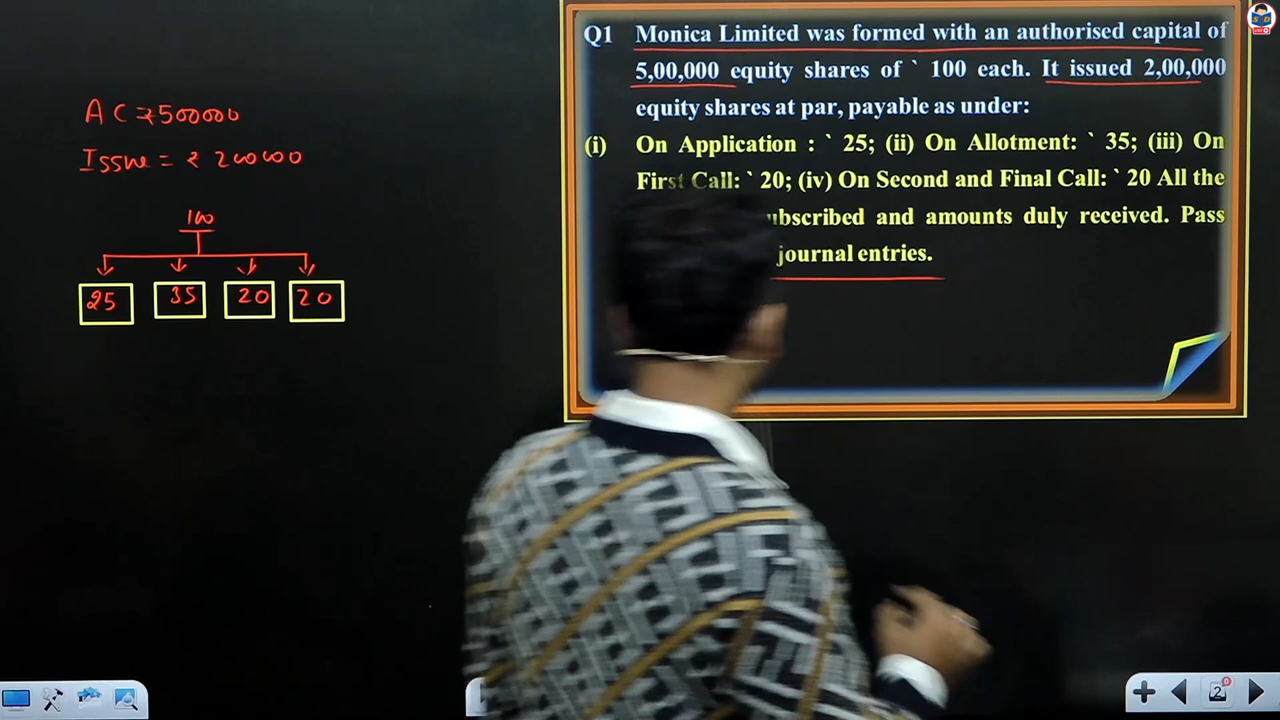 Q1 Monica Limited was formed with an authorised capital of
5,00,000 equity shares of ` 100 each. It issued 2,00,000
equity shares at par, payable as under:
(i) On Application : ` 25; (ii) On Allotment: ` 35; (iii) On
First Call: ` 20; (iv) On Second and Final Call: ` 20 All the
ubscribed and amounts duly received. Pass
journal entries.
AC = ₹ 500000
Issue = ₹ 200000
100
25 35 20 20
2